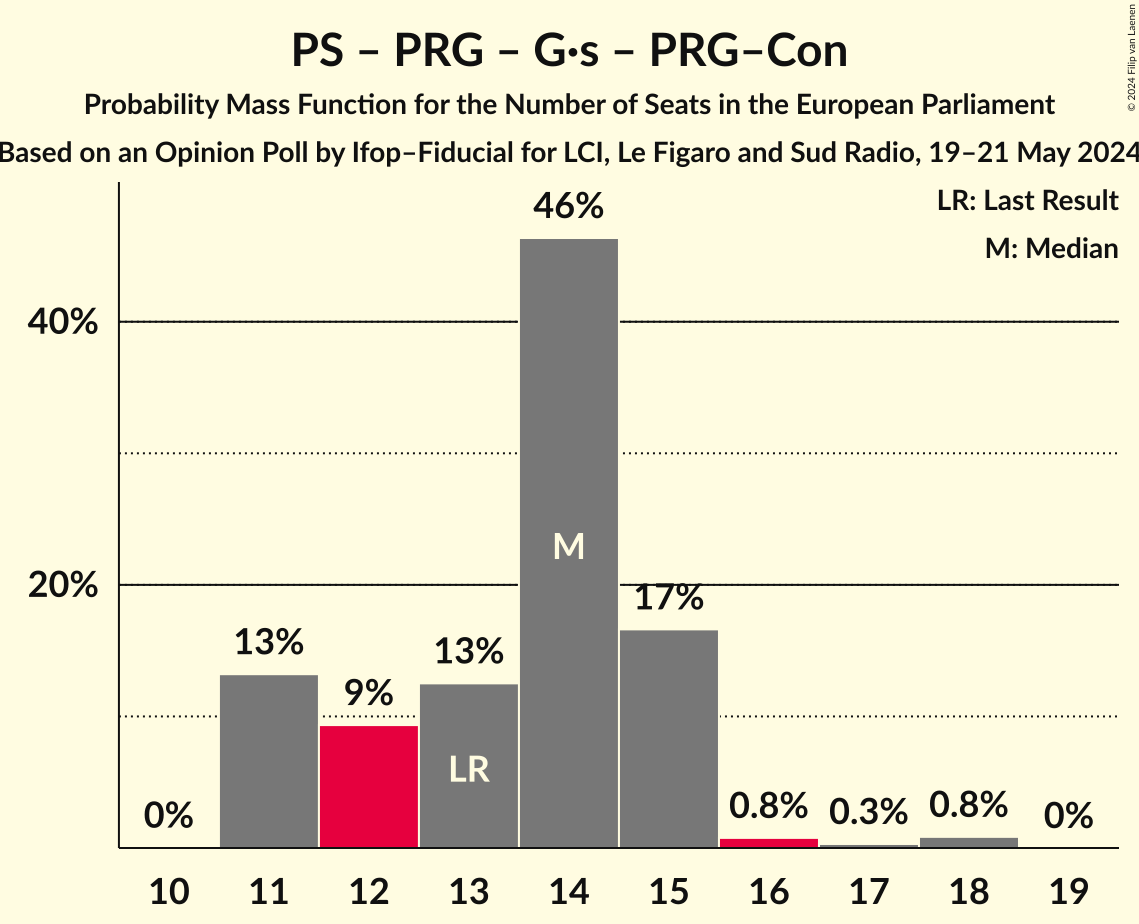 PS – PRG – G·s – PRG–Con
Probability Mass Function for the Number of Seats in the European Parliament
Based on an Opinion Poll by Ifop–Fiducial for LCI, Le Figaro and Sud Radio, 19–21 May 2024
© 2024 Filip van Laenen
LR: Last Result
M: Median
46%
40%
M
20%
17%
13%
13%
9%
LR
0%
0.8%
0.3%
0.8%
0%
10 11 12 13 14 15 16 17 18 19